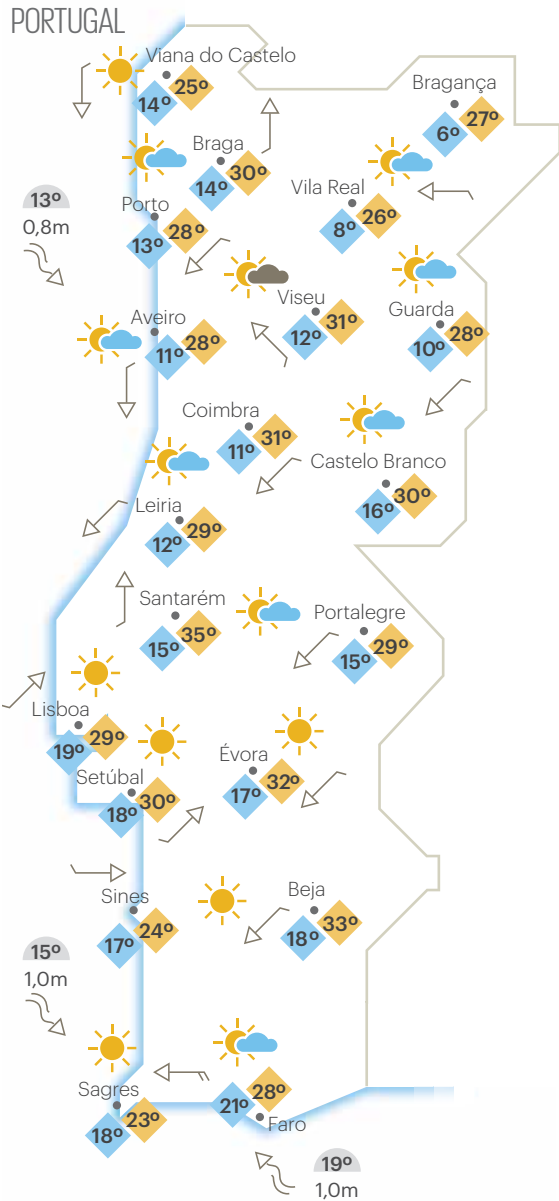 PORTUGAL
Viana do Castelo
14º 25º
Bragança
6º 27º
Braga
14º 30º
Vila Real
8º 26º
13º
0,8m
Porto
13º 28º
Viseu
12º 31º
Guarda
10º 28º
Aveiro
11º 28º
Coimbra
11º 31º
Castelo Branco
16º 30º
Leiria
12º 29º
Santarém
15º 35º
Portalegre
15º 29º
Lisboa
19º 29º
Setúbal
18º 30º
Évora
17º 32º
Sines
17º 24º
Beja
18º 33º
15º
1,0m
Sagres
18º 23º
21º 28º
Faro
19º
1,0m